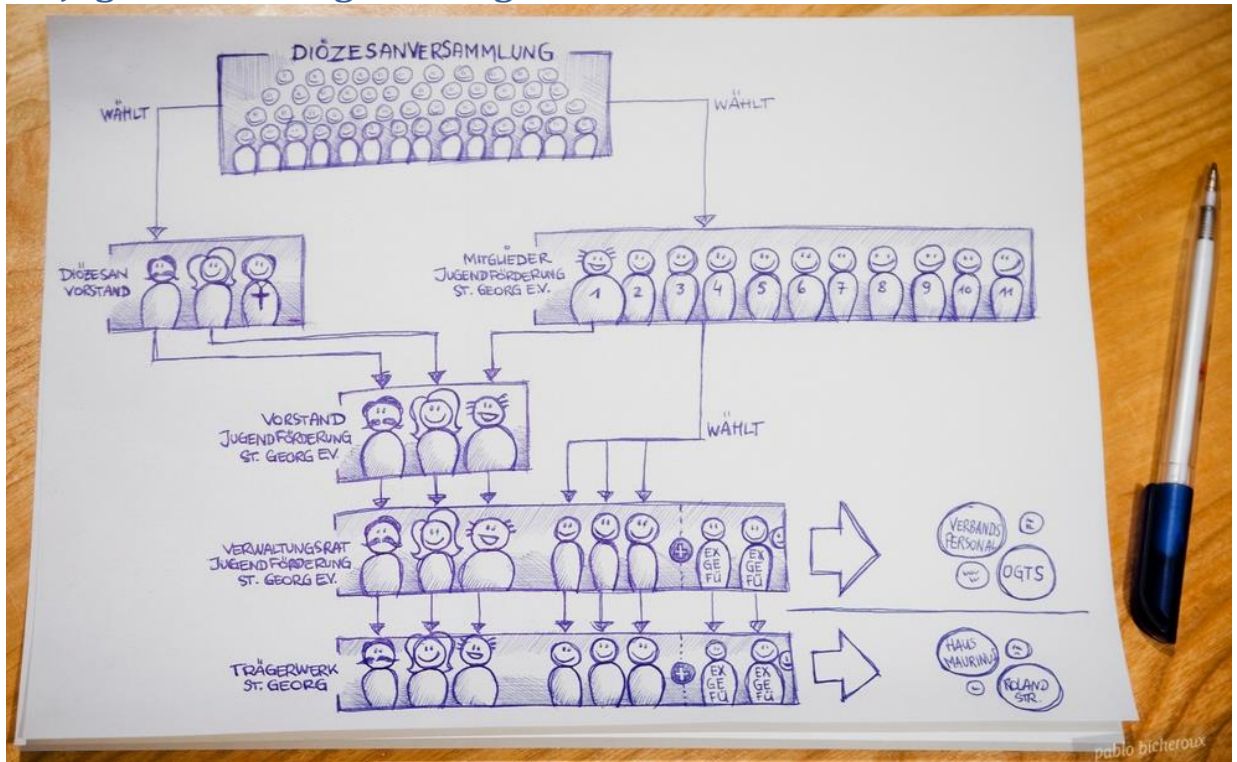 DIÖZESANVERSAMMLUNG
WÄHLT
WÄHLT
DIÖZESAN
VORSTAND
MITGLIEDER
JUGENDFÖRDERUNG
ST. GEORG E.V.
1 2 3 4 5 6 7 8 9 10 11
VORSTAND
JUGENDFÖRDERUNG
ST. GEORG E.V.
WÄHLT
VERWALTUNGSRAT
JUGENDFÖRDERUNG
ST. GEORG E.V.
EX
GE
FÜ
EX
GE
FÜ
VERBANDS
PERSONAL
OGTS
TRÄGERWERK
ST. GEORG
EX
GE
FÜ
EX
GE
FÜ
HAUS
MAURINUS
ROLAND
STR.
pablo bicheroux